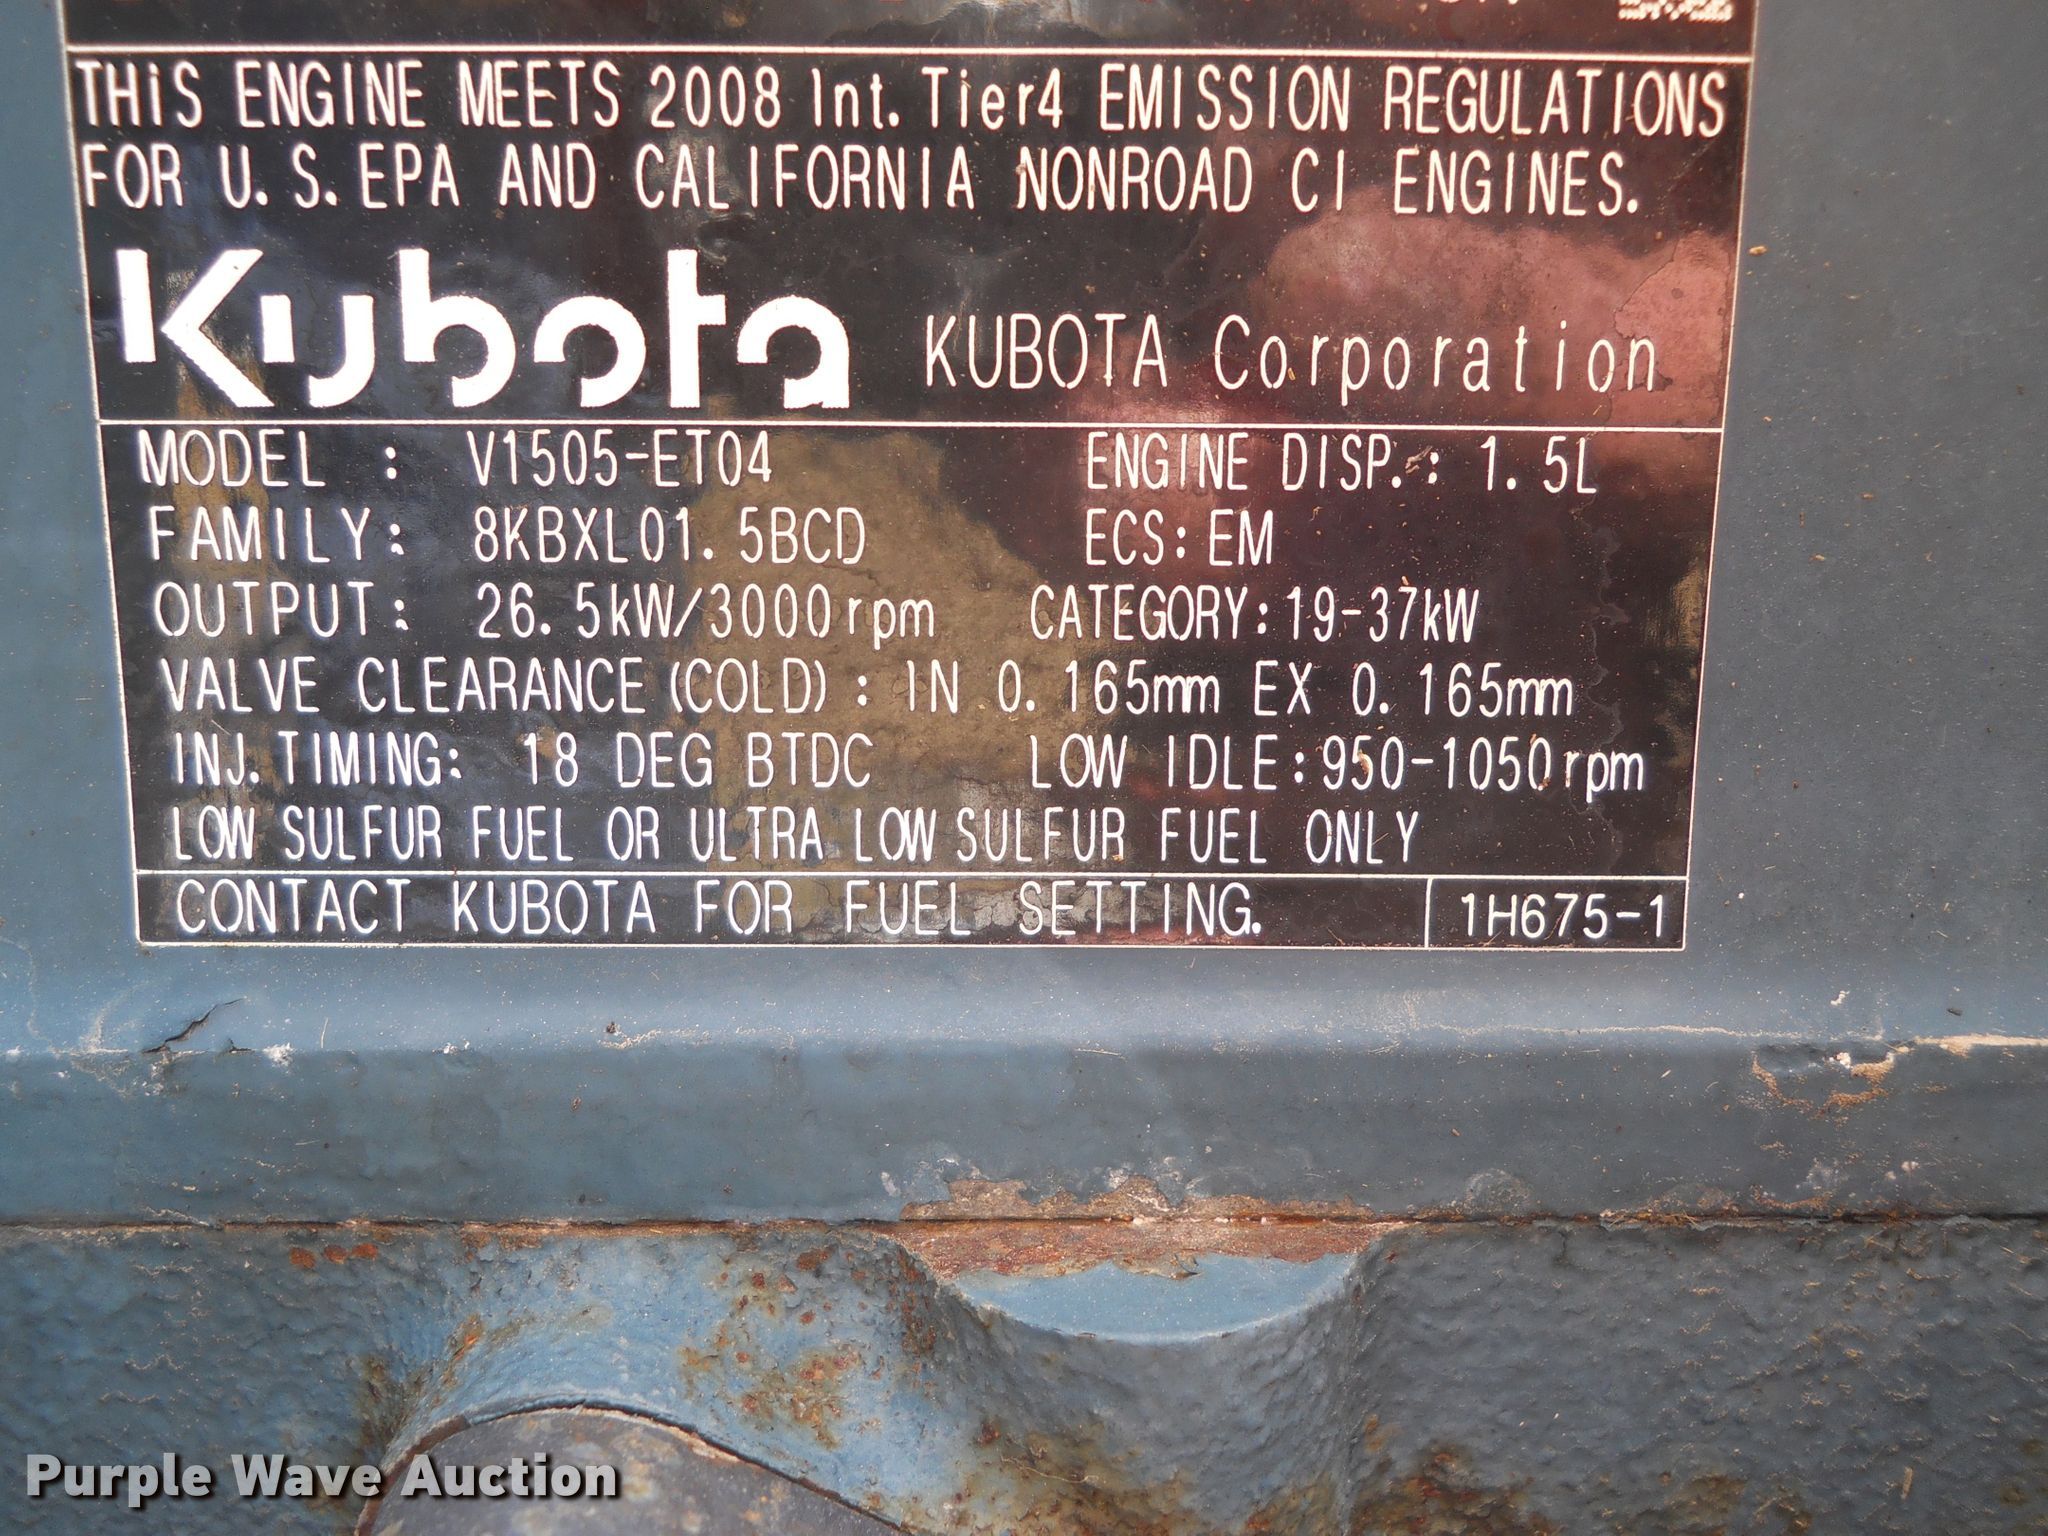 THiS ENGINE MEETS 2008 Int. Tier4 EMISSION REGULATIONS
FOR U.S.EPA AND CALIFORNIA NONROAD CI ENGINES.
Kubota KUBOTA Corporation
MODEL : V1505-ET04 ENGINE DISP.: 1.5L
FAMILY: 8KBXL01.5BCD ECS:EM
OUTPUT: 26.5kW/3000rpm CATEGORY:19-37kW
VALVE CLEARANCE(COLD): IN 0.165mm EX 0.165mm
INJ.TIMING: 18 DEG BTDC LOW IDLE:950-1050rpm
LOW SULFUR FUEL OR ULTRA LOW SULFUR FUEL ONLY
CONTACT KUBOTA FOR FUEL SETTING. 1H675-1
Purple Wave Auction